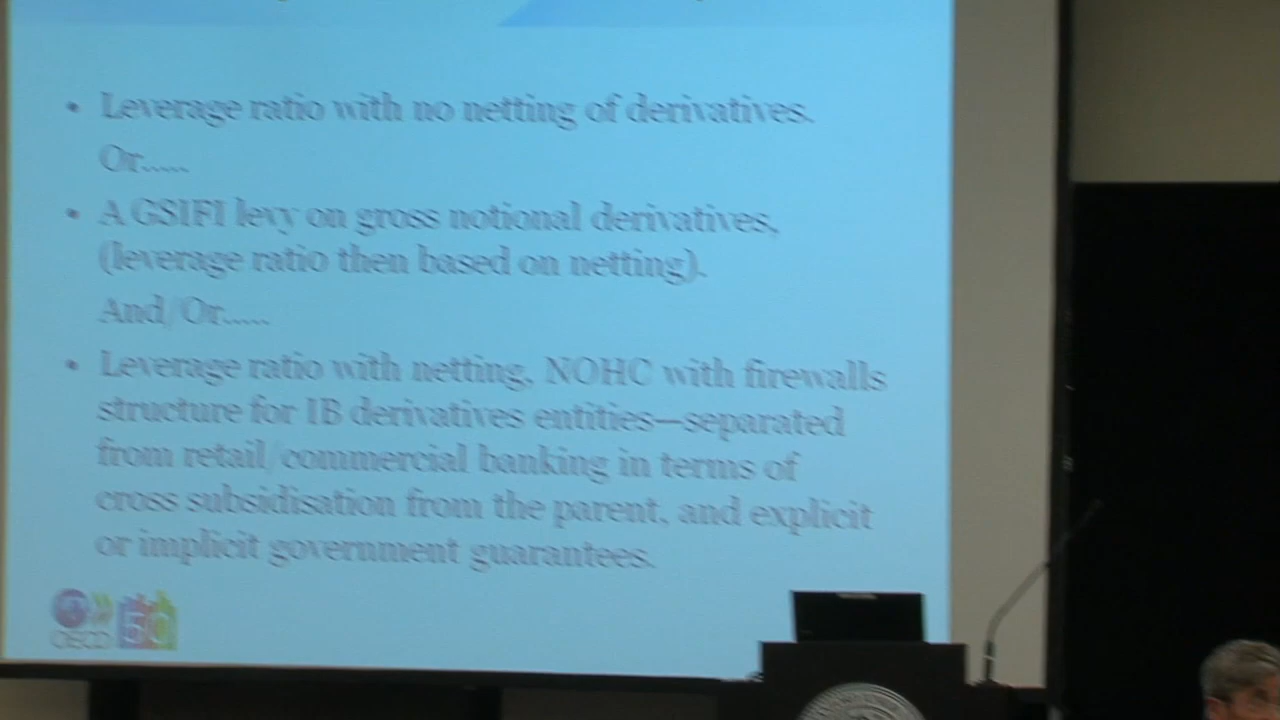 • Leverage ratio with no netting of derivatives.
Or.....
• A GSIFI levy on gross notional derivatives,
(leverage ratio then based on netting).
And/Or.....
• Leverage ratio with netting, NOHC with firewalls
structure for IB derivatives entities—separated
from retail/commercial banking in terms of
cross subsidisation from the parent, and explicit
or implicit government guarantees.
OECD 50